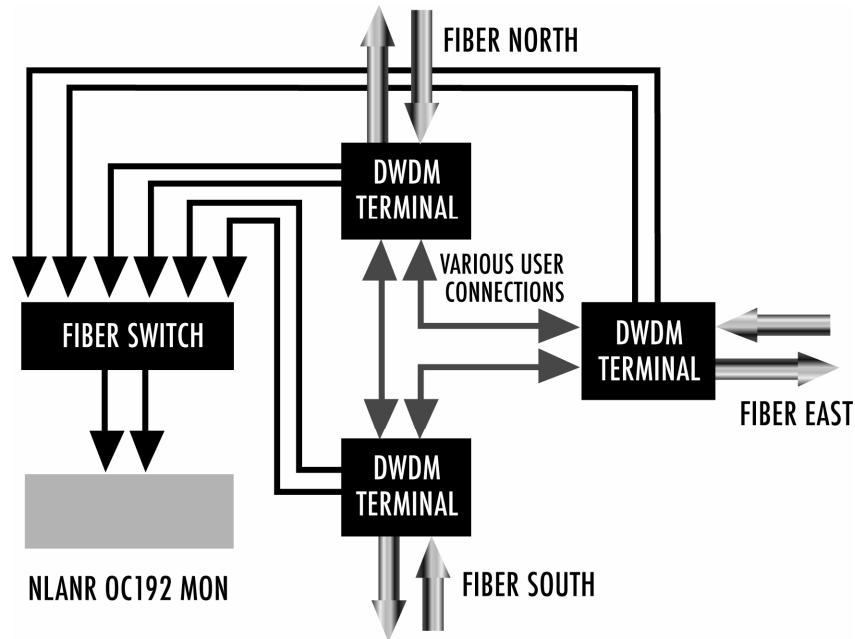 FIBER NORTH
DWDM
TERMINAL
VARIOUS USER
CONNECTIONS
FIBER SWITCH
DWDM
TERMINAL
FIBER EAST
DWDM
TERMINAL
NLANR OC192 MON
FIBER SOUTH